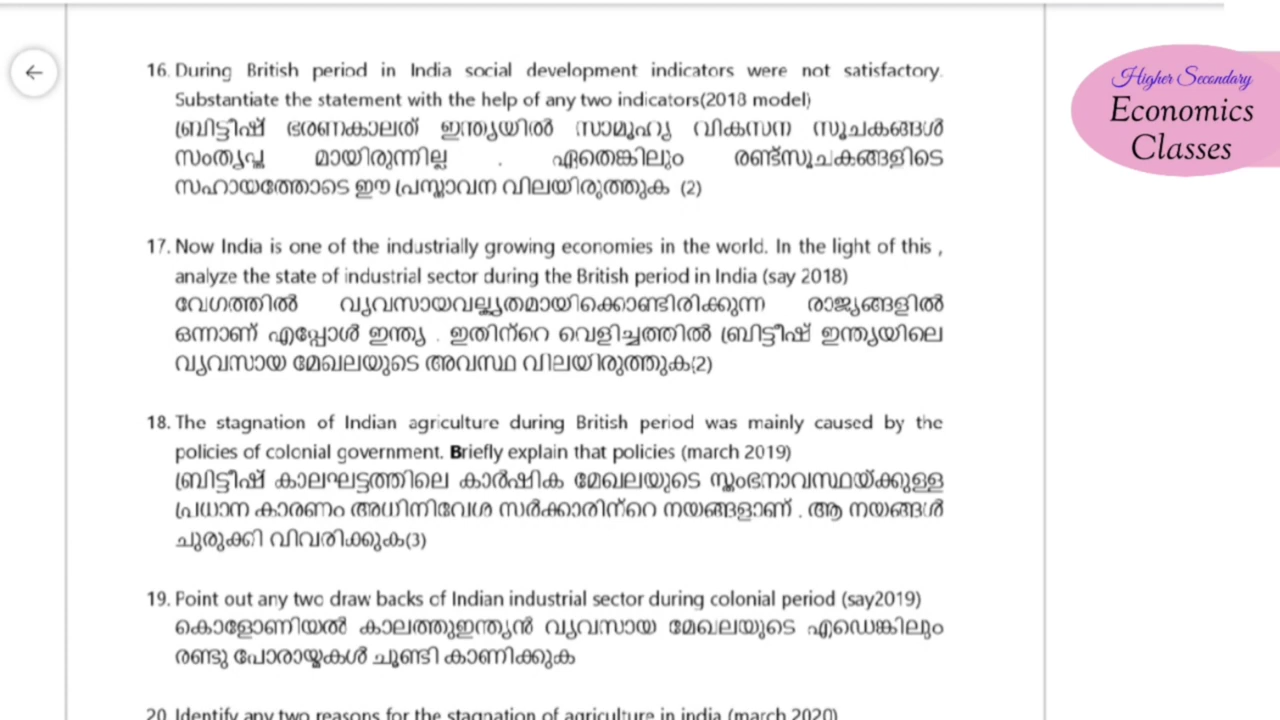 16. During British period in India social development indicators were not satisfactory.
Substantiate the statement with the help of any two indicators(2018 model)
ബ്രിട്ടീഷ് ഭരണകാലത് ഇന്ത്യയിൽ സാമൂഹ്യ വികസന സൂചകങ്ങൾ
സംതൃപ്ത മായിരുന്നില്ല . ഏതെങ്കിലും രണ്ട്സൂചകങ്ങളിടെ
സഹായത്തോടെ ഈ പ്രസ്താവന വിലയിരുത്തുക (2)
17. Now India is one of the industrially growing economies in the world. In the light of this ,
analyze the state of industrial sector during the British period in India (say 2018)
വേഗത്തിൽ വ്യവസായവല്കൃതമായിക്കൊണ്ടിരിക്കുന്ന രാജ്യങ്ങളിൽ
ഒന്നാണ് എപ്പോൾ ഇന്ത്യ . ഇതിന്റെ വെളിച്ചത്തിൽ ബ്രിട്ടീഷ് ഇന്ത്യയിലെ
വ്യവസായ മേഖലയുടെ അവസ്ഥ വിലയിരുത്തുക(2)
18. The stagnation of Indian agriculture during British period was mainly caused by the
policies of colonial government. Briefly explain that policies (march 2019)
ബ്രിട്ടീഷ് കാലഘട്ടത്തിലെ കാർഷിക മേഖലയുടെ സ്തംഭനാവസ്ഥയ്ക്കുള്ള
പ്രധാന കാരണം അധിനിവേശ സർക്കാരിന്റെ നയങ്ങളാണ് . ആ നയങ്ങൾ
ചുരുക്കി വിവരിക്കുക(3)
19. Point out any two draw backs of Indian industrial sector during colonial period (say2019)
കൊളോണിയൽ കാലത്തുഇന്ത്യൻ വ്യവസായ മേഖലയുടെ എഡെങ്കിലും
രണ്ടു പോരായ്മകൾ ചൂണ്ടി കാണിക്കുക
20. Identify any two reasons for the stagnation of agriculture in india (march 2020)
Higher Secondary
Economics
Classes